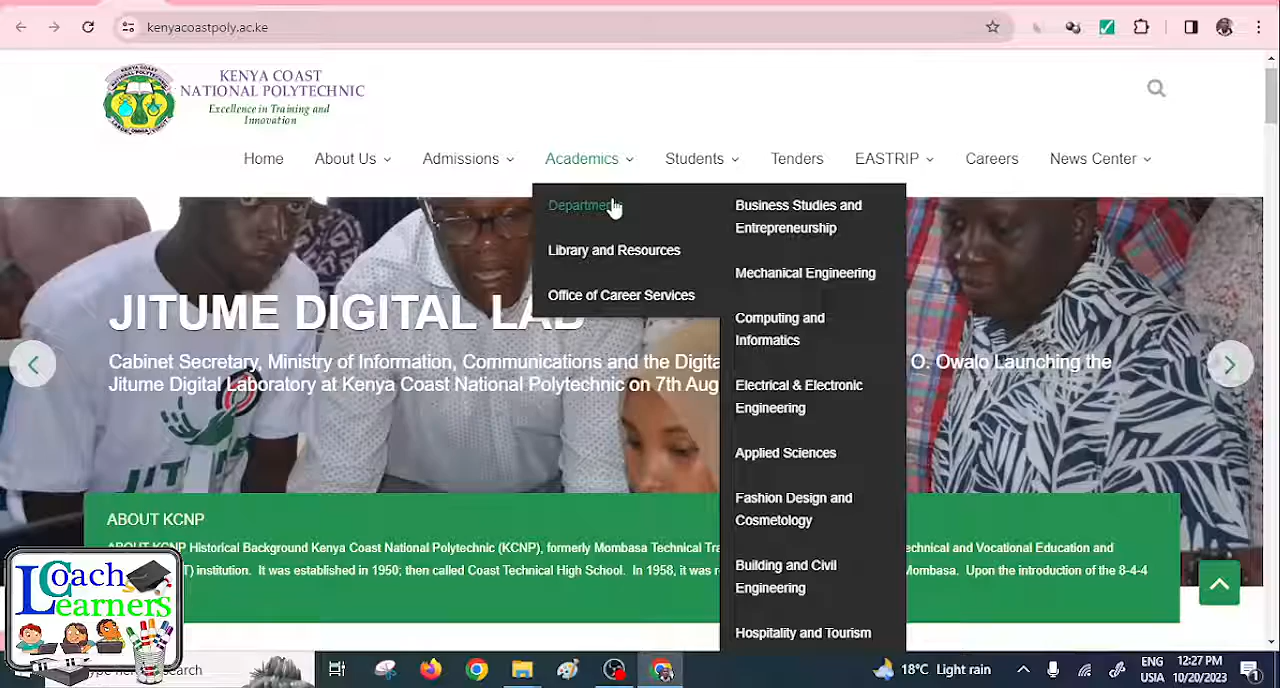 kenyacoastpoly.ac.ke
KENYA COAST
NATIONAL POLYTECHNIC
Excellence in Training and
Innovation
Home
About Us
Admissions
Academics
Students
Tenders
EASTRIP
Careers
News Center
Library and Resources
Office of Career Services
Business Studies and
Entrepreneurship
Mechanical Engineering
Computing and
Informatics
Electrical & Electronic
Engineering
Applied Sciences
Fashion Design and
Cosmetology
Building and Civil
Engineering
Hospitality and Tourism
JITUME DIGITAL
Cabinet Secretary, Ministry of Information, Communications and the
O. Owalo Launching the
Jitume Digital Laboratory at Kenya Coast National Polytechnic on 7th
ABOUT KCNP
ABOUT KCNP Historical Background Kenya Coast National Polytechnic (KCNP), formerly Mombasa Technical
and Vocational Education and
institution. It was established in 1950; then called Coast Technical High School. In 1958, it was
Mombasa. Upon the introduction of the 8-4-4
Coach
Learners
18°C Light rain
ENG
USIA
12:27 PM
10/20/2023
1